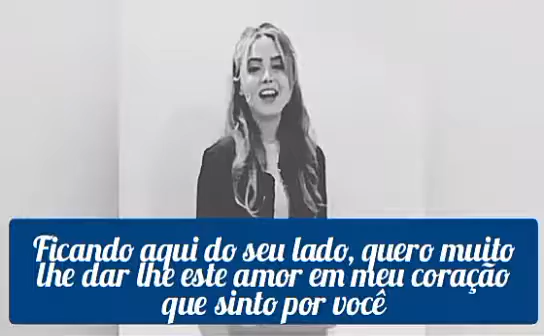 Ficando aqui do seu lado, quero muito
lhe dar lhe este amor em meu coração
que sinto por você